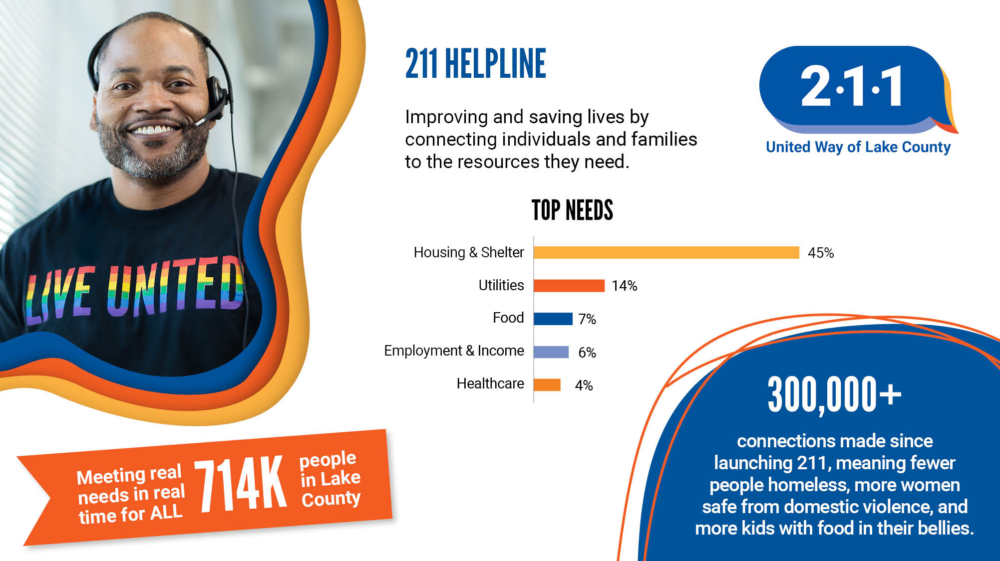 211 HELPLINE
Improving and saving lives by
connecting individuals and families
to the resources they need.
2·1·1
United Way of Lake County
LIVE UNITED
TOP NEEDS
Housing & Shelter 45%
Utilities 14%
Food 7%
Employment & Income 6%
Healthcare 4%
Meeting real
needs in real
time for ALL
714K
people
in Lake
County
300,000+
connections made since
launching 211, meaning fewer
people homeless, more women
safe from domestic violence, and
more kids with food in their bellies.